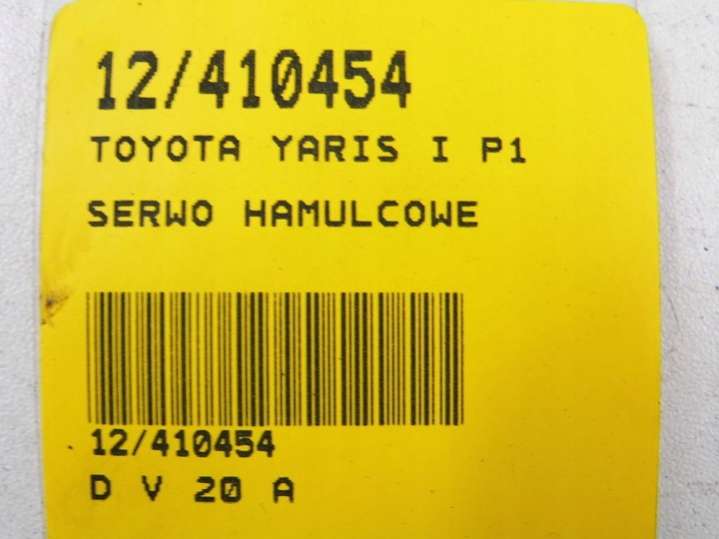 12/410454
TOYOTA YARIS I P1
SERWO HAMULCOWE
12/410454
D V 20 A